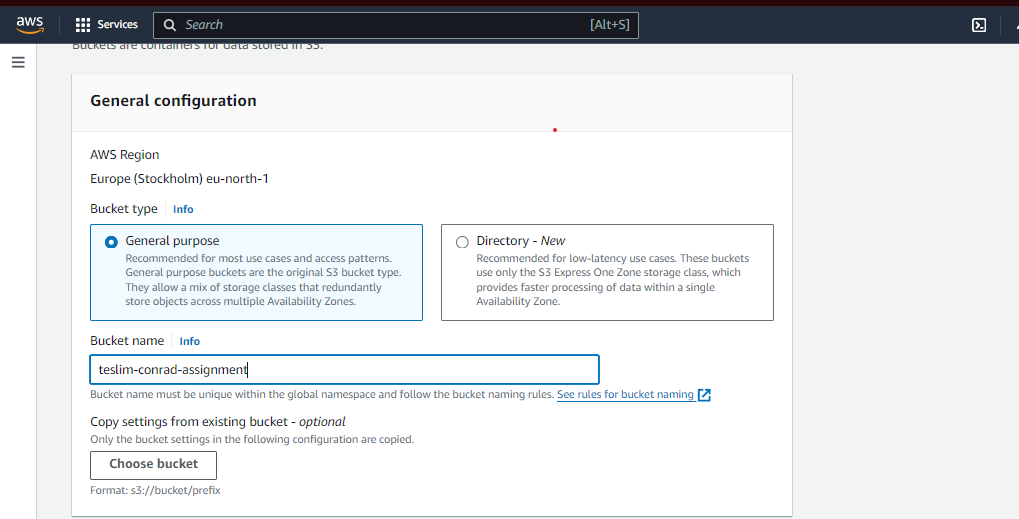 aws
Services
Search
[Alt+S]
Buckets are containers for data stored in S3.
General configuration
AWS Region
Europe (Stockholm) eu-north-1
Bucket type
Info
General purpose
Recommended for most use cases and access patterns.
General purpose buckets are the original S3 bucket type.
They allow a mix of storage classes that redundantly
store objects across multiple Availability Zones.
Directory - New
Recommended for low-latency use cases. These buckets
use only the S3 Express One Zone storage class, which
provides faster processing of data within a single
Availability Zone.
Bucket name
Info
teslim-conrad-assignment
Bucket name must be unique within the global namespace and follow the bucket naming rules. See rules for bucket naming
Copy settings from existing bucket - optional
Only the bucket settings in the following configuration are copied.
Choose bucket
Format: s3://bucket/prefix